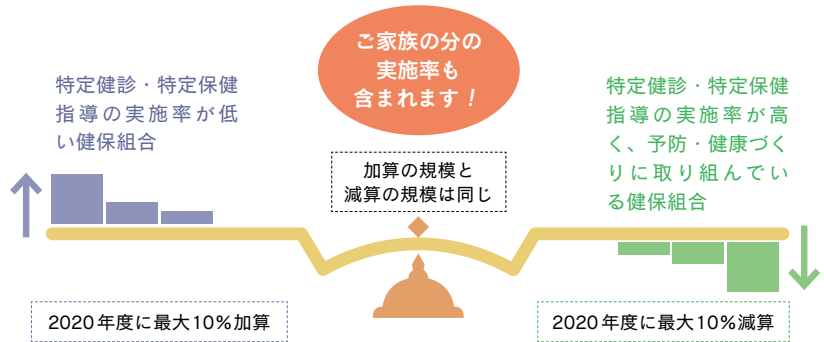 ご家族の分の
実施率も
含まれます！
特定健診・特定保健
指導の実施率が低
い健保組合
特定健診・特定保健
指導の実施率が高
く、予防・健康づく
りに取り組んでい
る健保組合
加算の規模と
減算の規模は同じ
2020年度に最大10％加算
2020年度に最大10％減算